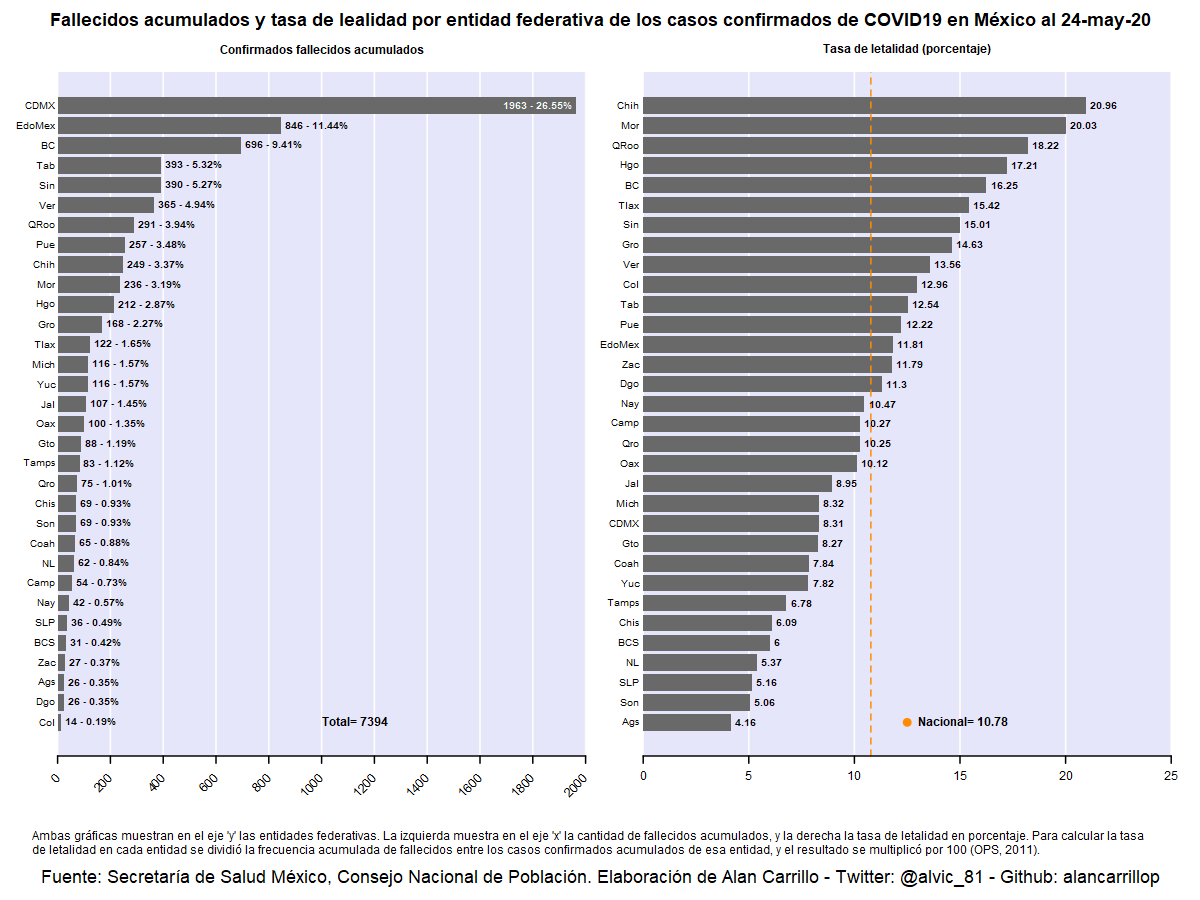 Fallecidos acumulados y tasa de lealidad por entidad federativa de los casos confirmados de COVID19 en México al 24-may-20
Confirmados fallecidos acumulados
CDMX 1963 - 26.55%
EdoMex 846 - 11.44%
BC 696 - 9.41%
Tab 393 - 5.32%
Sin 390 - 5.27%
Ver 365 - 4.94%
QRoo 291 - 3.94%
Pue 257 - 3.48%
Chih 249 - 3.37%
Mor 236 - 3.19%
Hgo 212 - 2.87%
Gro 168 - 2.27%
Tlax 122 - 1.65%
Mich 116 - 1.57%
Yuc 116 - 1.57%
Jal 107 - 1.45%
Oax 100 - 1.35%
Gto 88 - 1.19%
Tamps 83 - 1.12%
Qro 75 - 1.01%
Chis 69 - 0.93%
Son 69 - 0.93%
Coah 65 - 0.88%
NL 62 - 0.84%
Camp 54 - 0.73%
Nay 42 - 0.57%
SLP 36 - 0.49%
BCS 31 - 0.42%
Zac 27 - 0.37%
Ags 26 - 0.35%
Dgo 26 - 0.35%
Col 14 - 0.19%
Total= 7394
0 200 400 600 800 1000 1200 1400 1600 1800 2000
Tasa de letalidad (porcentaje)
Chih 20.96
Mor 20.03
QRoo 18.22
Hgo 17.21
BC 16.25
Tlax 15.42
Sin 15.01
Gro 14.63
Ver 13.56
Col 12.96
Tab 12.54
Pue 12.22
EdoMex 11.81
Zac 11.79
Dgo 11.3
Nay 10.47
Camp 10.27
Qro 10.25
Oax 10.12
Jal 8.95
Mich 8.32
CDMX 8.31
Gto 8.27
Coah 7.84
Yuc 7.82
Tamps 6.78
Chis 6.09
BCS 6
NL 5.37
SLP 5.16
Son 5.06
Ags 4.16
Nacional= 10.78
0 5 10 15 20 25
Ambas gráficas muestran en el eje 'y' las entidades federativas. La izquierda muestra en el eje 'x' la cantidad de fallecidos acumulados, y la derecha la tasa de letalidad en porcentaje. Para calcular la tasa
de letalidad en cada entidad se dividió la frecuencia acumulada de fallecidos entre los casos confirmados acumulados de esa entidad, y el resultado se multiplicó por 100 (OPS, 2011).
Fuente: Secretaría de Salud México, Consejo Nacional de Población. Elaboración de Alan Carrillo - Twitter: @alvic_81 - Github: alancarrillop